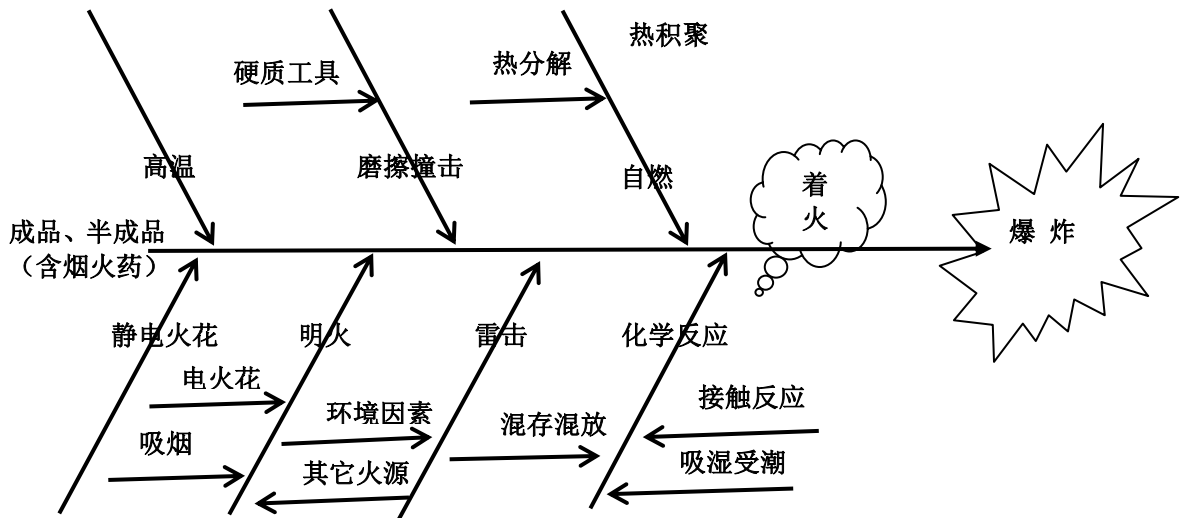 热积聚
热分解
硬质工具
高温
磨擦撞击
自燃
着
火
成品、半成品
（含烟火药）
爆 炸
静电火花
明火
雷击
化学反应
电火花
接触反应
环境因素
混存混放
吸烟
其它火源
吸湿受潮